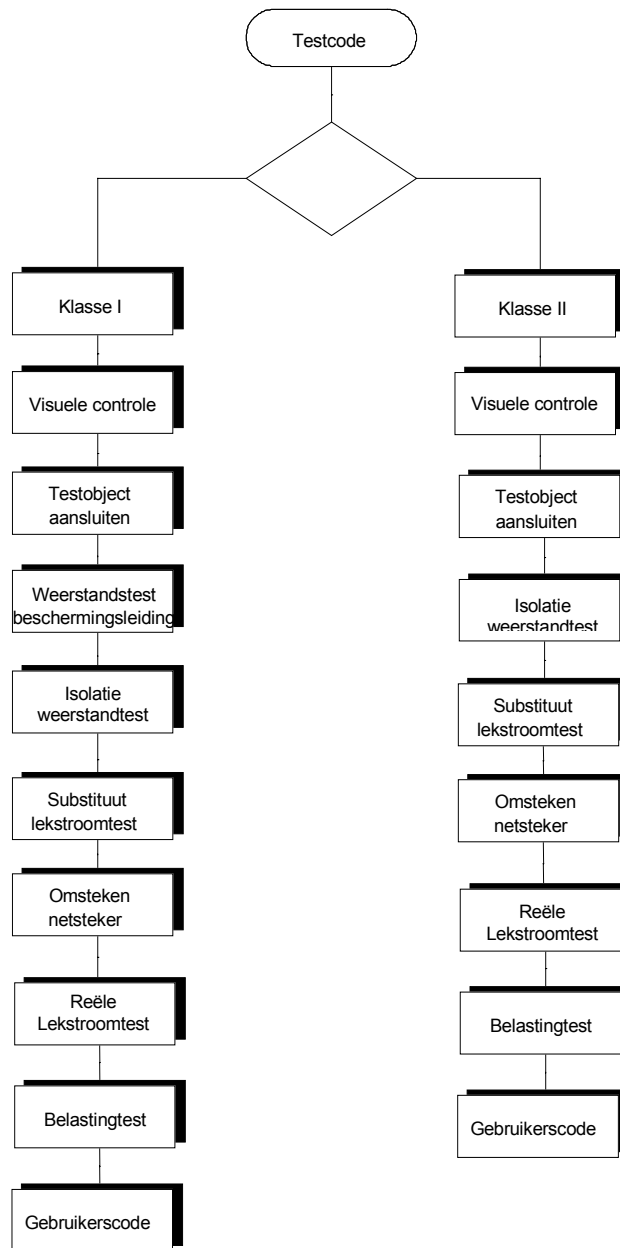 Testcode
Klasse I
Visuele controle
Testobject
aansluiten
Weerstandstest
beschermingsleiding
Isolatie
weerstandtest
Substituut
lekstroomtest
Omsteken
netsteker
Reële
Lekstroomtest
Belastingtest
Gebruikerscode
Klasse II
Visuele controle
Testobject
aansluiten
Isolatie
weerstandtest
Substituut
lekstroomtest
Omsteken
netsteker
Reële
Lekstroomtest
Belastingtest
Gebruikerscode